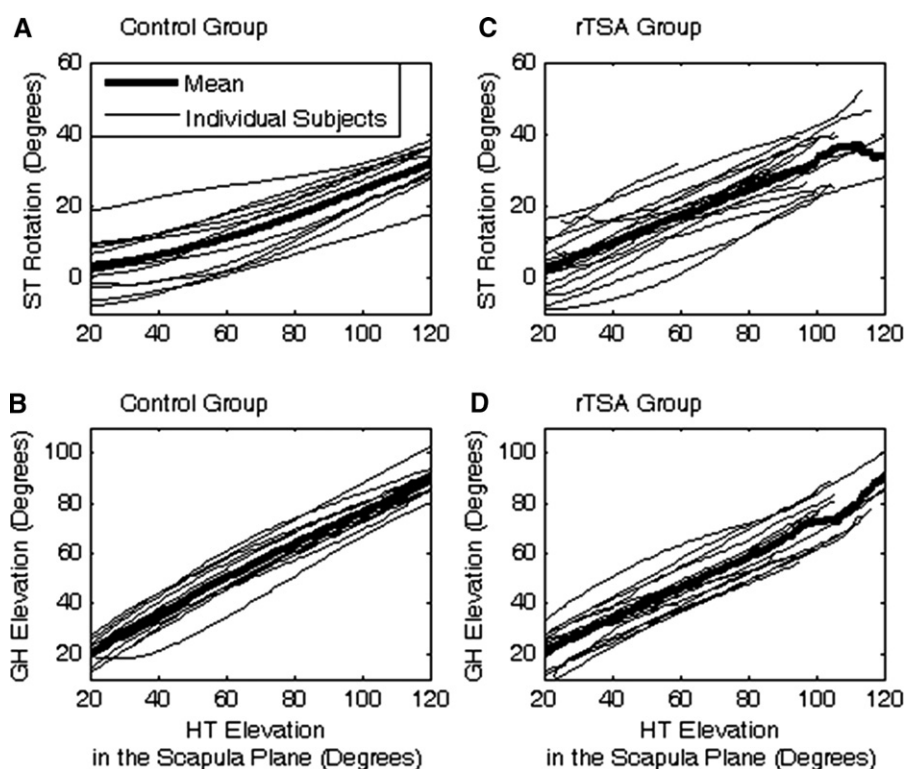 A
Control Group
ST Rotation (Degrees)
60
40
20
0
Mean
Individual Subjects
20
40
60
80
100
120
C
rTSA Group
ST Rotation (Degrees)
60
40
20
0
20
40
60
80
100
120
B
Control Group
GH Elevation (Degrees)
100
80
60
40
20
20
40
60
80
100
120
HT Elevation
in the Scapula Plane (Degrees)
D
rTSA Group
GH Elevation (Degrees)
100
80
60
40
20
20
40
60
80
100
120
HT Elevation
in the Scapula Plane (Degrees)